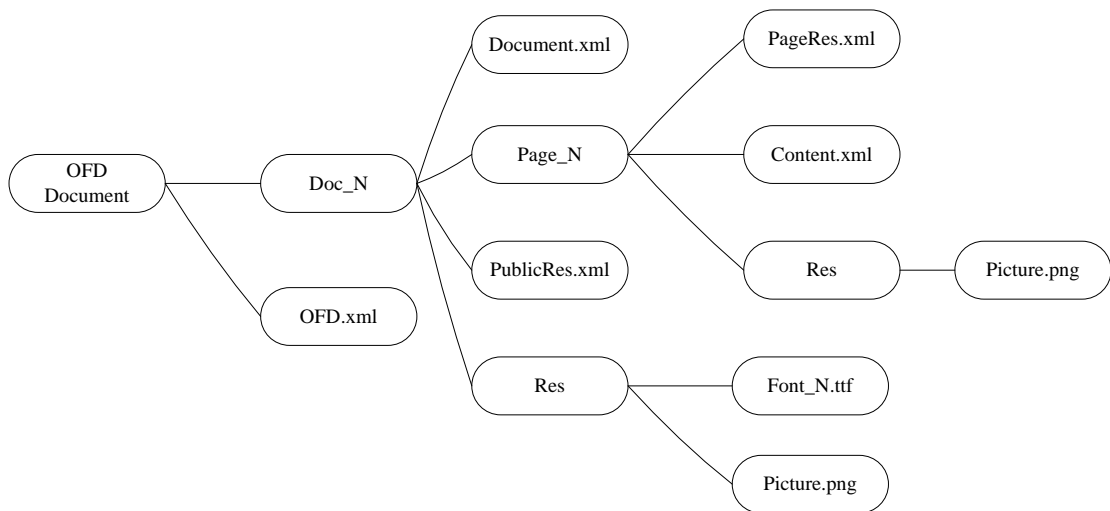 Document.xml
PageRes.xml
Page_N
Content.xml
OFD
Document
Doc_N
PublicRes.xml
Res
Picture.png
OFD.xml
Res
Font_N.ttf
Picture.png